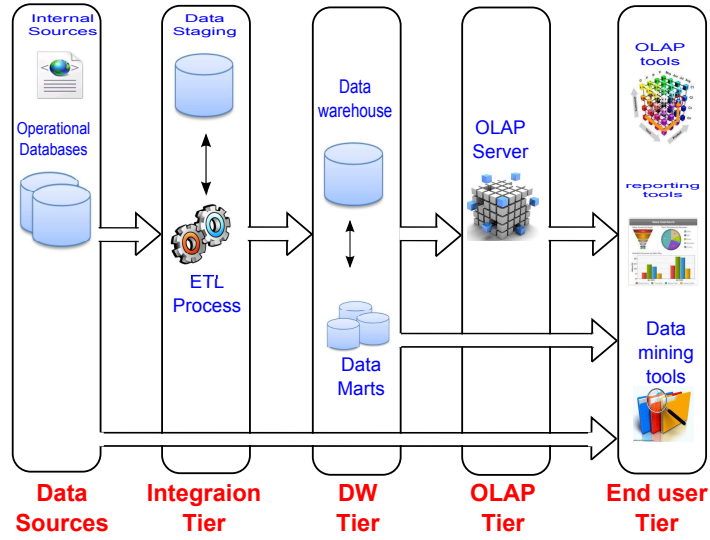 Internal
Sources
Operational
Databases
Data
Staging
ETL
Process
Data
warehouse
Data
Marts
OLAP
Server
OLAP
tools
reporting
tools
Data
mining
tools
Data
Sources
Integraion
Tier
DW
Tier
OLAP
Tier
End user
Tier